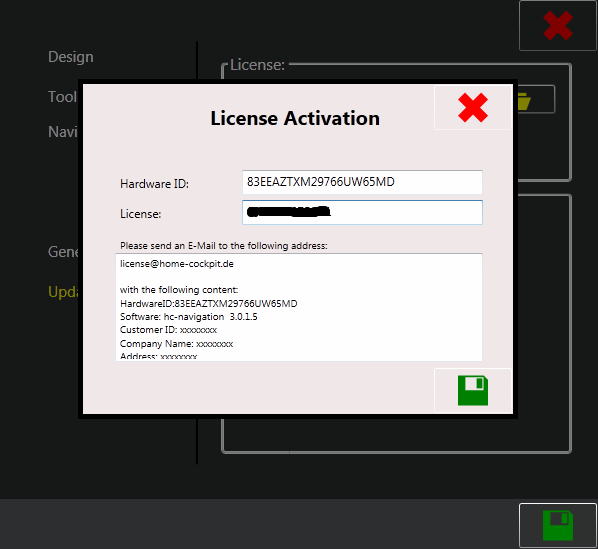 Design
License:
Tool
Navi
License Activation
Hardware ID:
83EEAZTXM29766UW65MD
License:
Please send an E-Mail to the following address:
license@home-cockpit.de
with the following content:
HardwareID:83EEAZTXM29766UW65MD
Software: hc-navigation 3.0.1.5
Customer ID: xxxxxxxx
Company Name: xxxxxxxx
Address: xxxxxxxx
Gene
Upda